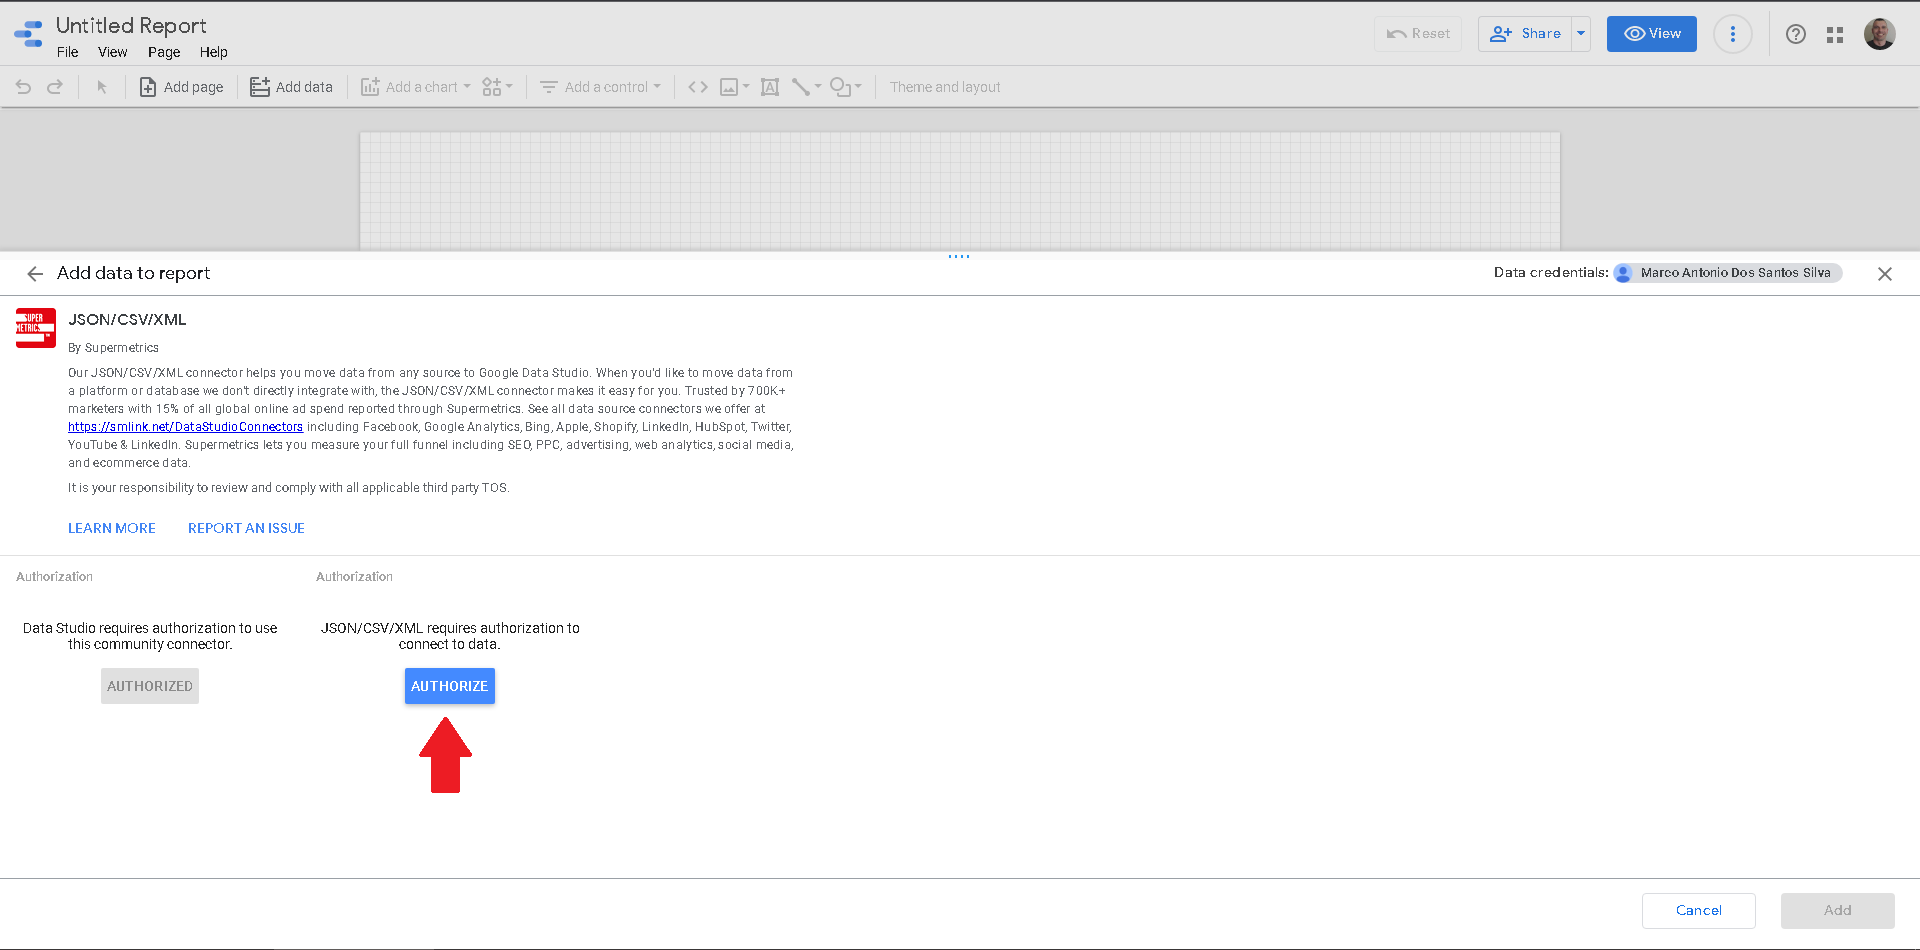 Untitled Report
File View Page Help
Reset
Share
View
Add page
Add data
Add a chart
Add a control
Theme and layout
Add data to report
Data credentials: Marco Antonio Dos Santos Silva
SUPER
METRICS
JSON/CSV/XML
By Supermetrics
Our JSON/CSV/XML connector helps you move data from any source to Google Data Studio. When you'd like to move data from
a platform or database we don't directly integrate with, the JSON/CSV/XML connector makes it easy for you. Trusted by 700K+
marketers with 15% of all global online ad spend reported through Supermetrics. See all data source connectors we offer at
https://smlink.net/DataStudioConnectors including Facebook, Google Analytics, Bing, Apple, Shopify, LinkedIn, HubSpot, Twitter,
YouTube & LinkedIn. Supermetrics lets you measure your full funnel including SEO, PPC, advertising, web analytics, social media,
and ecommerce data.
It is your responsibility to review and comply with all applicable third party TOS.
LEARN MORE
REPORT AN ISSUE
Authorization
Data Studio requires authorization to use
this community connector.
AUTHORIZED
Authorization
JSON/CSV/XML requires authorization to
connect to data.
AUTHORIZE
Cancel
Add